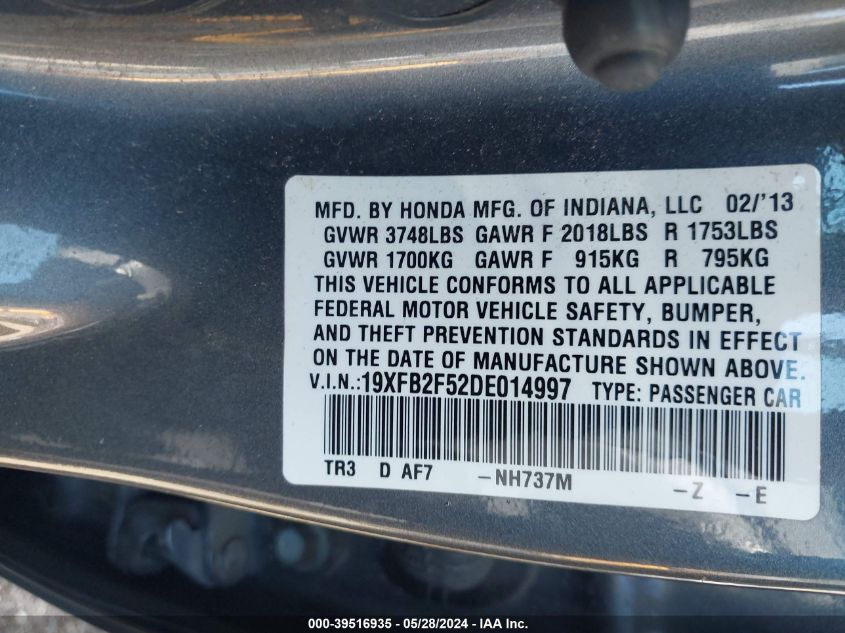 MFD. BY HONDA MFG. OF INDIANA, LLC 02/'13
GVWR 3748LBS GAWR F 2018LBS R 1753LBS
GVWR 1700KG GAWR F 915KG R 795KG
THIS VEHICLE CONFORMS TO ALL APPLICABLE
FEDERAL MOTOR VEHICLE SAFETY, BUMPER,
AND THEFT PREVENTION STANDARDS IN EFFECT
ON THE DATE OF MANUFACTURE SHOWN ABOVE.
V.I.N.:19XFB2F52DE014997 TYPE: PASSENGER CAR
TR3 D AF7 -NH737M -Z -E
000-39516935 - 05/28/2024 - IAA Inc.